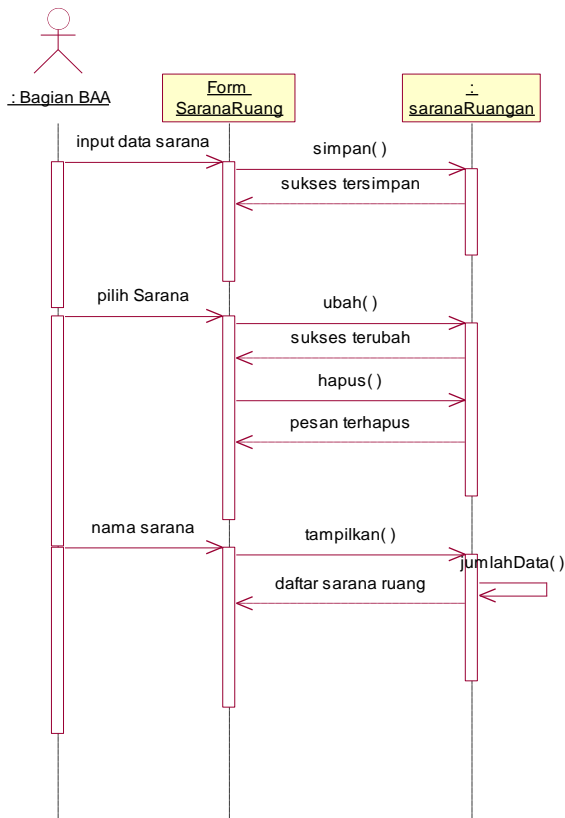 : Bagian BAA
Form
SaranaRuang
:
saranaRuangan
input data sarana
simpan( )
sukses tersimpan
pilih Sarana
ubah( )
sukses terubah
hapus( )
pesan terhapus
nama sarana
tampilkan( )
jumlahData( )
daftar sarana ruang